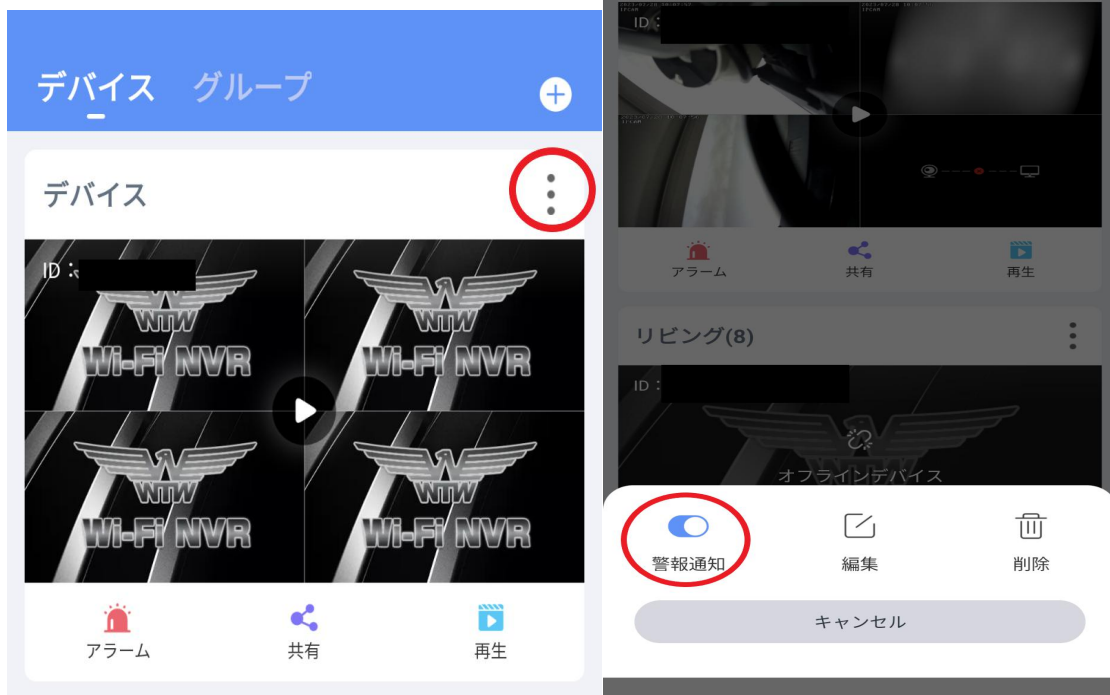 デバイス グループ
デバイス
ID：
WTW
Wi-Fi NVR
WTW
Wi-Fi NVR
WTW
Wi-Fi NVR
WTW
Wi-Fi NVR
アラーム 共有 再生
ID：
IPCAM
IPCAM
IPCAM
アラーム 共有 再生
リビング(8)
ID：
オフラインデバイス
警報通知 編集 削除
キャンセル